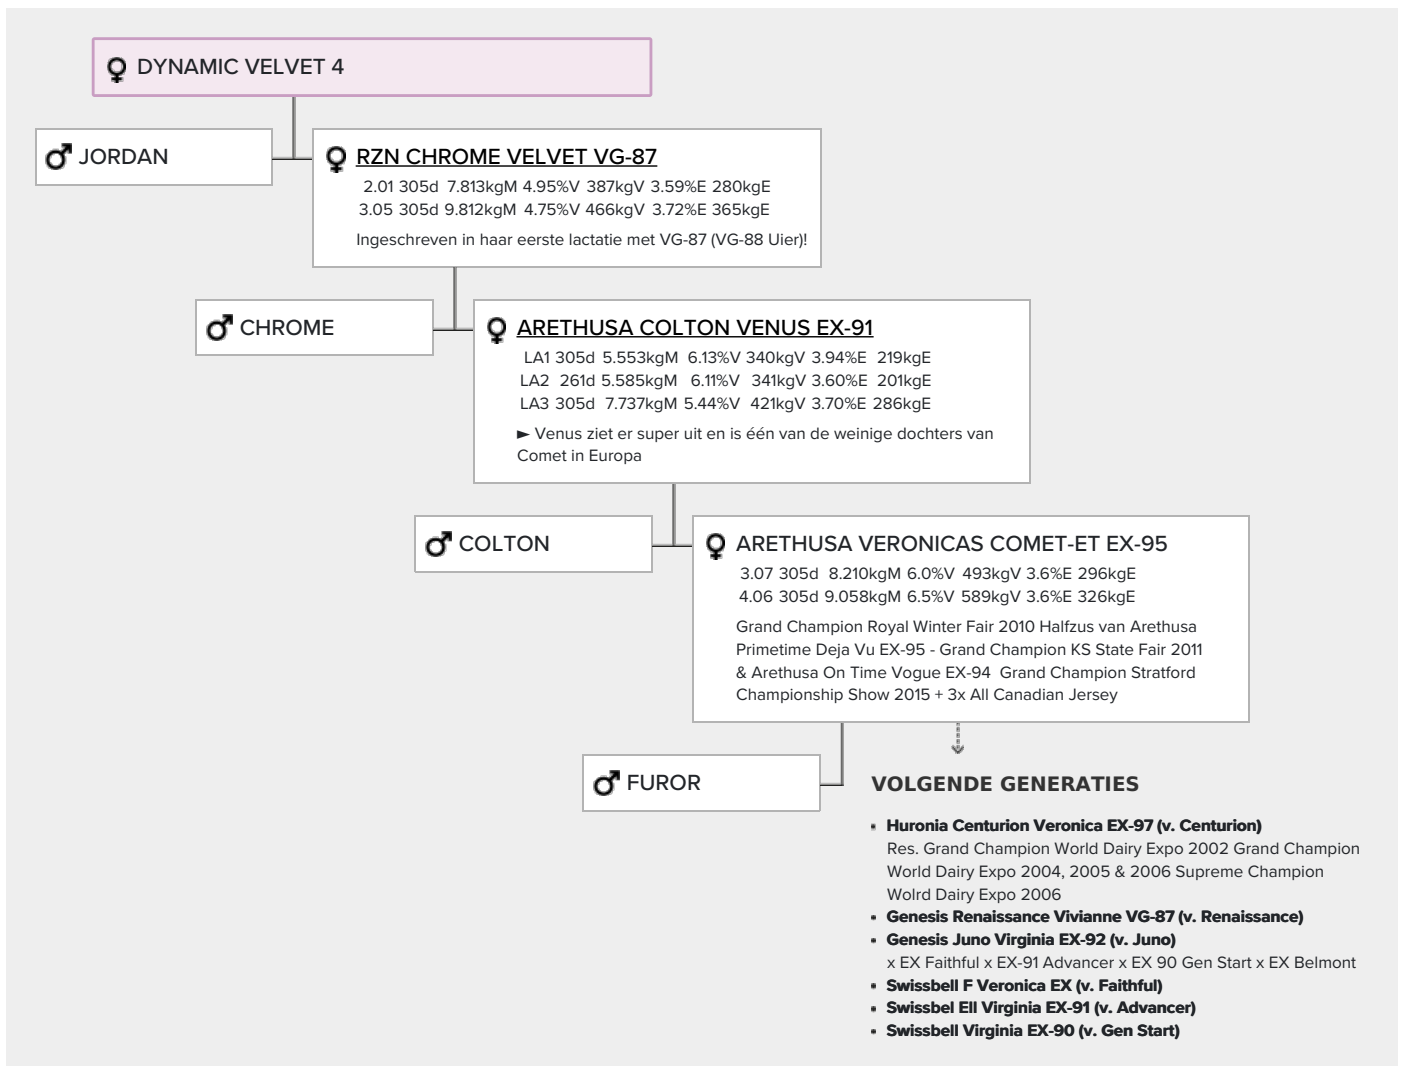 DYNAMIC VELVET 4
JORDAN
RZN CHROME VELVET VG-87
2.01 305d 7.813kgM 4.95%V 387kgV 3.59%E 280kgE
3.05 305d 9.812kgM 4.75%V 466kgV 3.72%E 365kgE
Ingeschreven in haar eerste lactatie met VG-87 (VG-88 Uier)!
CHROME
ARETHUSA COLTON VENUS EX-91
LA1 305d 5.553kgM 6.13%V 340kgV 3.94%E 219kgE
LA2 261d 5.585kgM 6.11%V 341kgV 3.60%E 201kgE
LA3 305d 7.737kgM 5.44%V 421kgV 3.70%E 286kgE
► Venus ziet er super uit en is één van de weinige dochters van
Comet in Europa
COLTON
ARETHUSA VERONICAS COMET-ET EX-95
3.07 305d 8.210kgM 6.0%V 493kgV 3.6%E 296kgE
4.06 305d 9.058kgM 6.5%V 589kgV 3.6%E 326kgE
Grand Champion Royal Winter Fair 2010 Halfzus van Arethusa
Primetime Deja Vu EX-95 - Grand Champion KS State Fair 2011
& Arethusa On Time Vogue EX-94 Grand Champion Stratford
Championship Show 2015 + 3x All Canadian Jersey
FUROR
VOLGENDE GENERATIES
▪ Huronia Centurion Veronica EX-97 (v. Centurion)
Res. Grand Champion World Dairy Expo 2002 Grand Champion
World Dairy Expo 2004, 2005 & 2006 Supreme Champion
Wolrd Dairy Expo 2006
▪ Genesis Renaissance Vivianne VG-87 (v. Renaissance)
▪ Genesis Juno Virginia EX-92 (v. Juno)
x EX Faithful x EX-91 Advancer x EX 90 Gen Start x EX Belmont
▪ Swissbell F Veronica EX (v. Faithful)
▪ Swissbel Ell Virginia EX-91 (v. Advancer)
▪ Swissbell Virginia EX-90 (v. Gen Start)